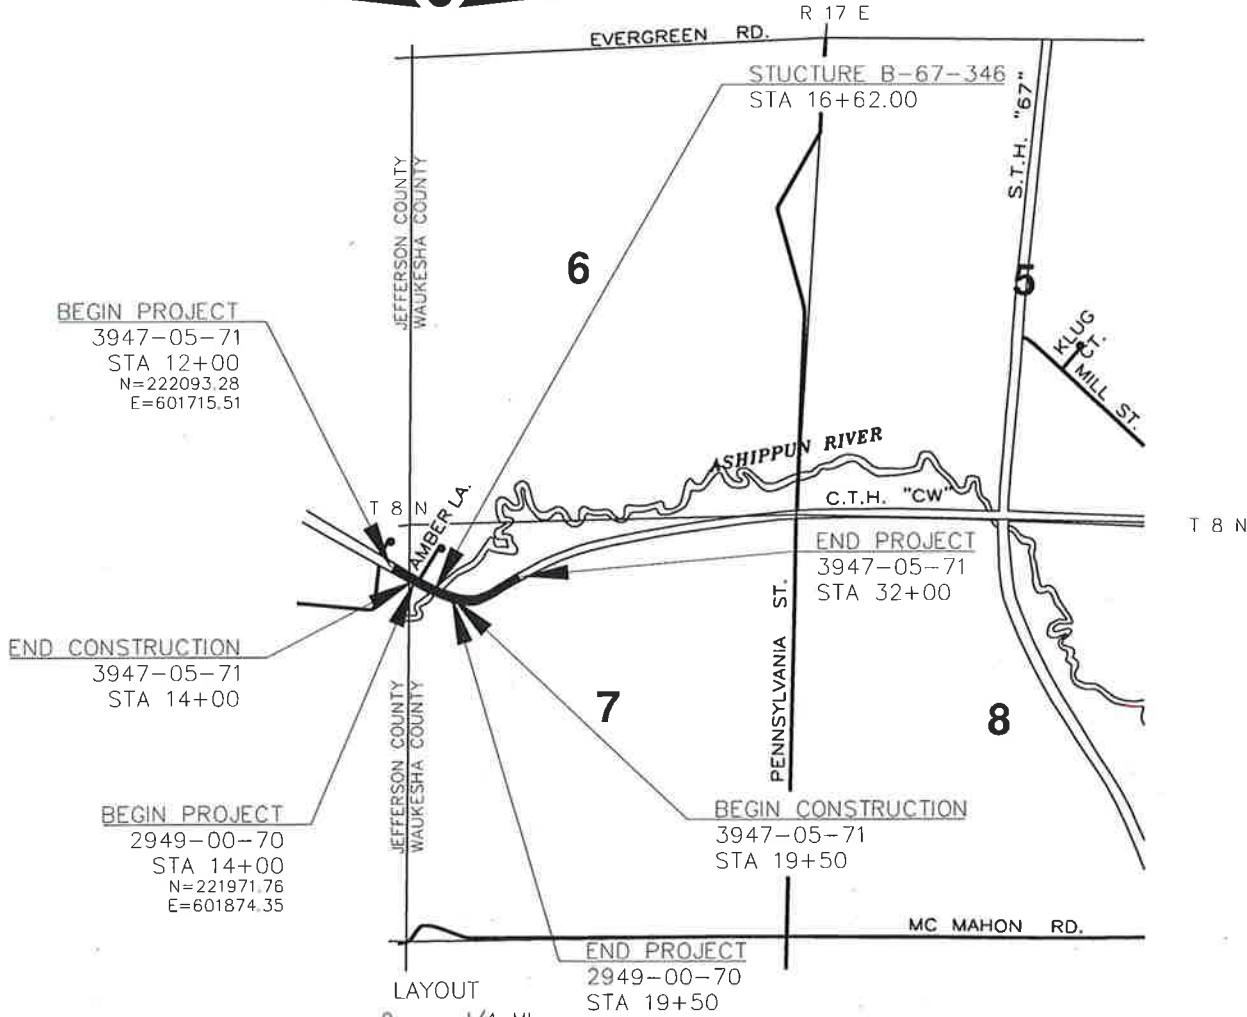 R 17 E
EVERGREEN RD.
STUCTURE B-67-346
STA 16+62.00
S.T.H. "67"
JEFFERSON COUNTY
WAUKESHA COUNTY
6
5
BEGIN PROJECT
3947-05-71
STA 12+00
N=222093.28
E=601715.51
KLUG CT.
MILL ST.
ASHIPPUN RIVER
T 8 N
AMBER LA.
C.T.H. "CW"
T 8 N
END PROJECT
3947-05-71
STA 32+00
END CONSTRUCTION
3947-05-71
STA 14+00
PENNSYLVANIA ST.
7
8
JEFFERSON COUNTY
WAUKESHA COUNTY
BEGIN PROJECT
2949-00-70
STA 14+00
N=221971.76
E=601874.35
BEGIN CONSTRUCTION
3947-05-71
STA 19+50
MC MAHON RD.
END PROJECT
2949-00-70
STA 19+50
LAYOUT